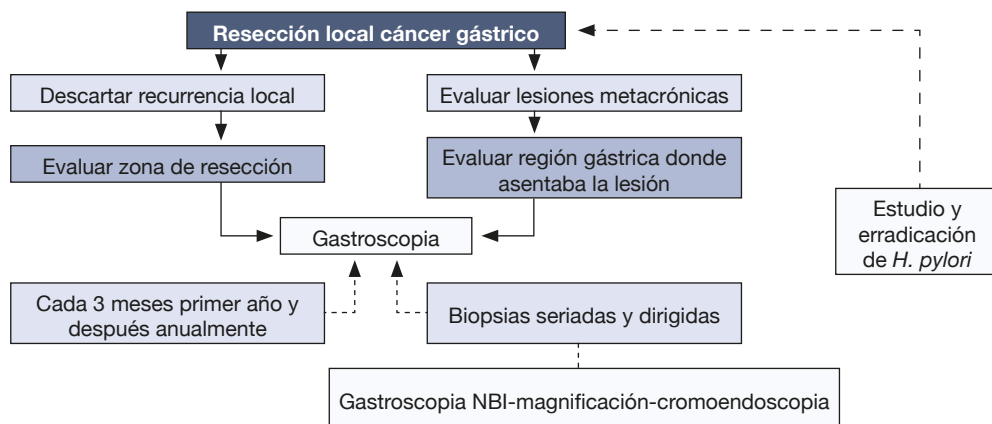 Resección local cáncer gástrico
Descartar recurrencia local
Evaluar lesiones metacrónicas
Evaluar zona de resección
Evaluar región gástrica donde
asentaba la lesión
Estudio y
erradicación
de H. pylori
Gastroscopia
Cada 3 meses primer año y
después anualmente
Biopsias seriadas y dirigidas
Gastroscopia NBI-magnificación-cromoendoscopia